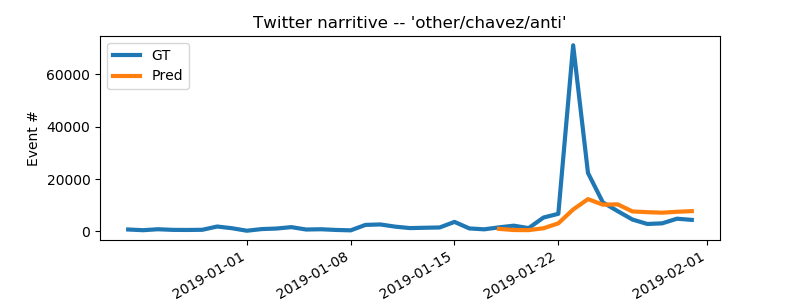 Twitter narritive -- 'other/chavez/anti'
GT
Pred
Event #
60000
40000
20000
0
2019-01-01
2019-01-08
2019-01-15
2019-01-22
2019-02-01